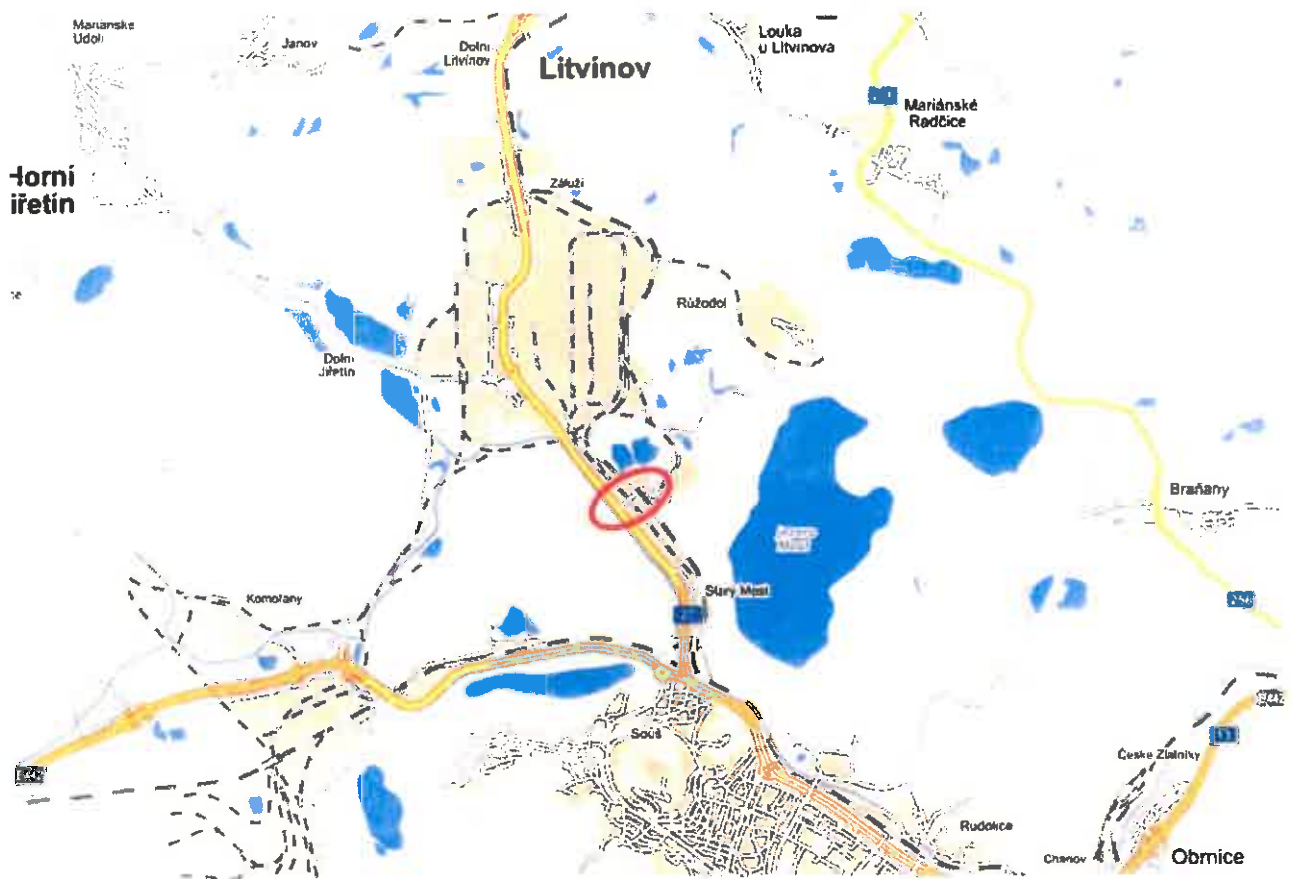 Mariánské
Údolí
Janov
Dolní
Litvínov
Litvínov
Louka
u Litvínova
Mariánské
Radčice
Horní
Jiřetín
Záluží
Růžodol
Dolní
Jiřetín
Braňany
Komořany
Starý Most
Souš
České Zlatníky
Rudolice
Chanov
Obrnice